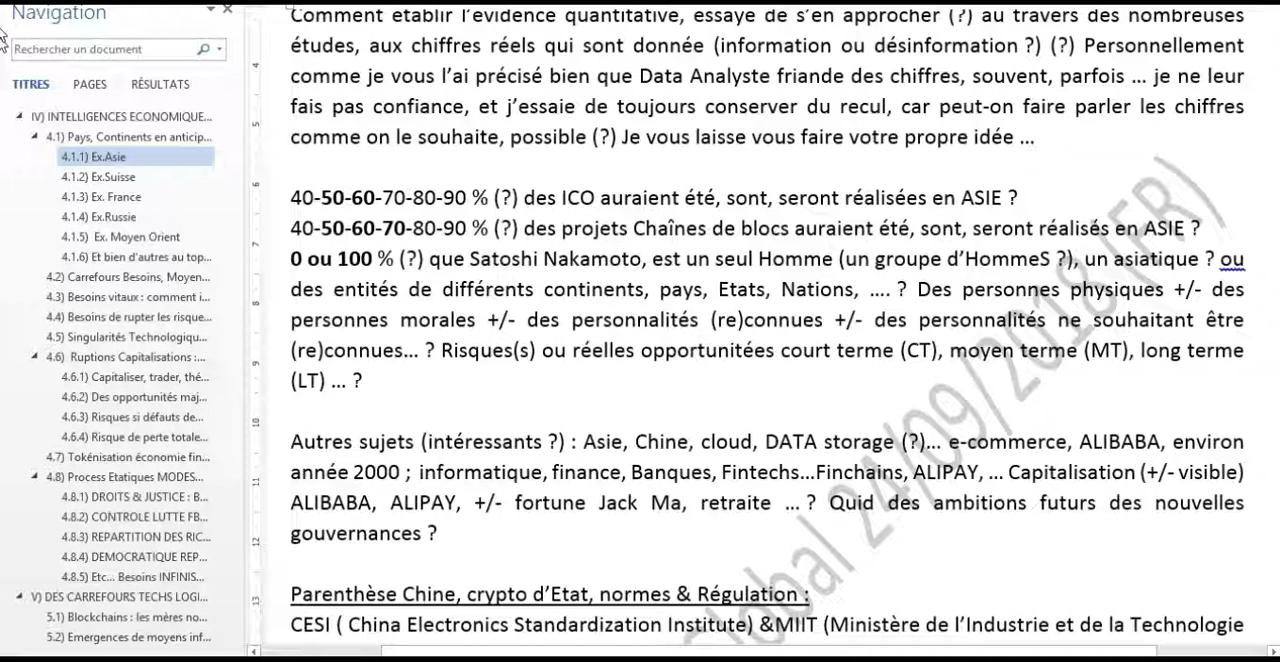 Navigation
Rechercher un document
TITRES PAGES RÉSULTATS
IV) INTELLIGENCES ECONOMIQUE...
4.1) Pays, Continents en anticip...
4.1.1) Ex.Asie
4.1.2) Ex.Suisse
4.1.3) Ex. France
4.1.4) Ex.Russie
4.1.5) Ex. Moyen Orient
4.1.6) Et bien d'autres au top...
4.2) Carrefours Besoins, Moyen...
4.3) Besoins vitaux : comment i...
4.4) Besoins de rupter les risque...
4.5) Singularités Technologiqu...
4.6) Ruptions Capitalisations :...
4.6.1) Capitaliser, trader, thé...
4.6.2) Des opportunités maj...
4.6.3) Risques si défauts de...
4.6.4) Risque de perte totale...
4.7) Tokénisation économie fin...
4.8) Process Etatiques MODES...
4.8.1) DROITS & JUSTICE : B...
4.8.2) CONTROLE LUTTE FB...
4.8.3) REPARTITION DES RIC...
4.8.4) DEMOCRATIQUE REP...
4.8.5) Etc... Besoins INFINIS...
V) DES CARREFOURS TECHS LOGI...
5.1) Blockchains : les mères no...
5.2) Emergences de moyens inf...
4
5
6
7
8
9
10
11
12
13
Comment établir l'évidence quantitative, essaye de s'en approcher (?) au travers des nombreuses
études, aux chiffres réels qui sont donnée (information ou désinformation ?) (?) Personnellement
comme je vous l'ai précisé bien que Data Analyste friande des chiffres, souvent, parfois ... je ne leur
fais pas confiance, et j'essaie de toujours conserver du recul, car peut-on faire parler les chiffres
comme on le souhaite, possible (?) Je vous laisse vous faire votre propre idée ...
40-50-60-70-80-90 % (?) des ICO auraient été, sont, seront réalisées en ASIE ?
40-50-60-70-80-90 % (?) des projets Chaînes de blocs auraient été, sont, seront réalisés en ASIE ?
0 ou 100 % (?) que Satoshi Nakamoto, est un seul Homme (un groupe d'HommeS ?), un asiatique ? ou
des entités de différents continents, pays, Etats, Nations, .... ? Des personnes physiques +/- des
personnes morales +/- des personnalités (re)connues +/- des personnalités ne souhaitant être
(re)connues... ? Risques(s) ou réelles opportunitées court terme (CT), moyen terme (MT), long terme
(LT) ... ?
Autres sujets (intéressants ?) : Asie, Chine, cloud, DATA storage (?)... e-commerce, ALIBABA, environ
année 2000 ; informatique, finance, Banques, Fintechs...Finchains, ALIPAY, ... Capitalisation (+/- visible)
ALIBABA, ALIPAY, +/- fortune Jack Ma, retraite ... ? Quid des ambitions futurs des nouvelles
gouvernances ?
Parenthèse Chine, crypto d'Etat, normes & Régulation :
CESI ( China Electronics Standardization Institute) &MIIT (Ministère de l'Industrie et de la Technologie
Global 24/09/2018 (FR)